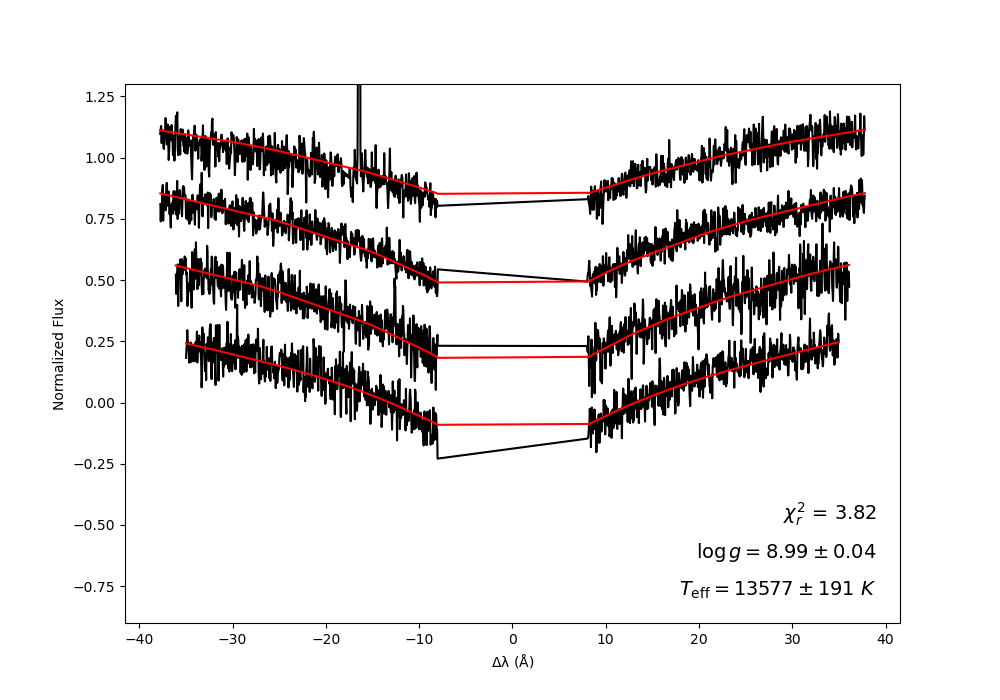 1.25
1.00
0.75
0.50
0.25
0.00
−0.25
−0.50
−0.75
Normalized Flux
χ²ᵣ = 3.82
log g = 8.99 ± 0.04
T_eff = 13577 ± 191 K
−40 −30 −20 −10 0 10 20 30 40
Δλ (Å)